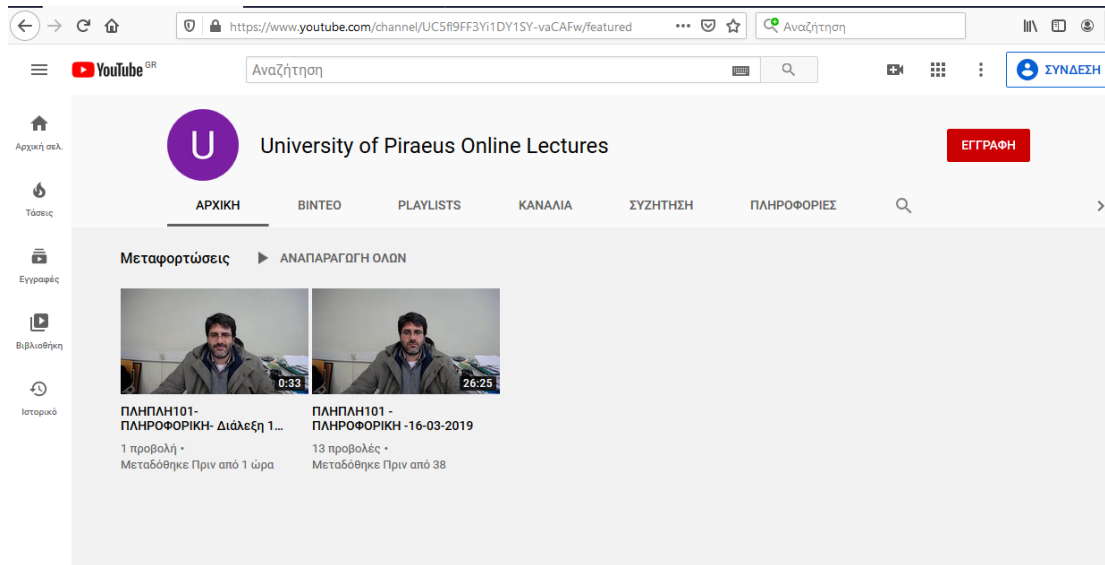 https://www.youtube.com/channel/UC5fl9FF3Yi1DY1SY-vaCAFw/featured
Αναζήτηση
YouTube GR
Αναζήτηση
ΣΥΝΔΕΣΗ
Αρχική σελ.
Τάσεις
Εγγραφές
Βιβλιοθήκη
Ιστορικό
U
University of Piraeus Online Lectures
ΕΓΓΡΑΦΗ
ΑΡΧΙΚΗ ΒΙΝΤΕΟ PLAYLISTS ΚΑΝΑΛΙΑ ΣΥΖΗΤΗΣΗ ΠΛΗΡΟΦΟΡΙΕΣ
Μεταφορτώσεις ΑΝΑΠΑΡΑΓΩΓΗ ΟΛΩΝ
0:33
ΠΛΗΠΛΗ101-
ΠΛΗΡΟΦΟΡΙΚΗ- Διάλεξη 1...
1 προβολή •
Μεταδόθηκε Πριν από 1 ώρα
26:25
ΠΛΗΠΛΗ101 -
ΠΛΗΡΟΦΟΡΙΚΗ -16-03-2019
13 προβολές •
Μεταδόθηκε Πριν από 38